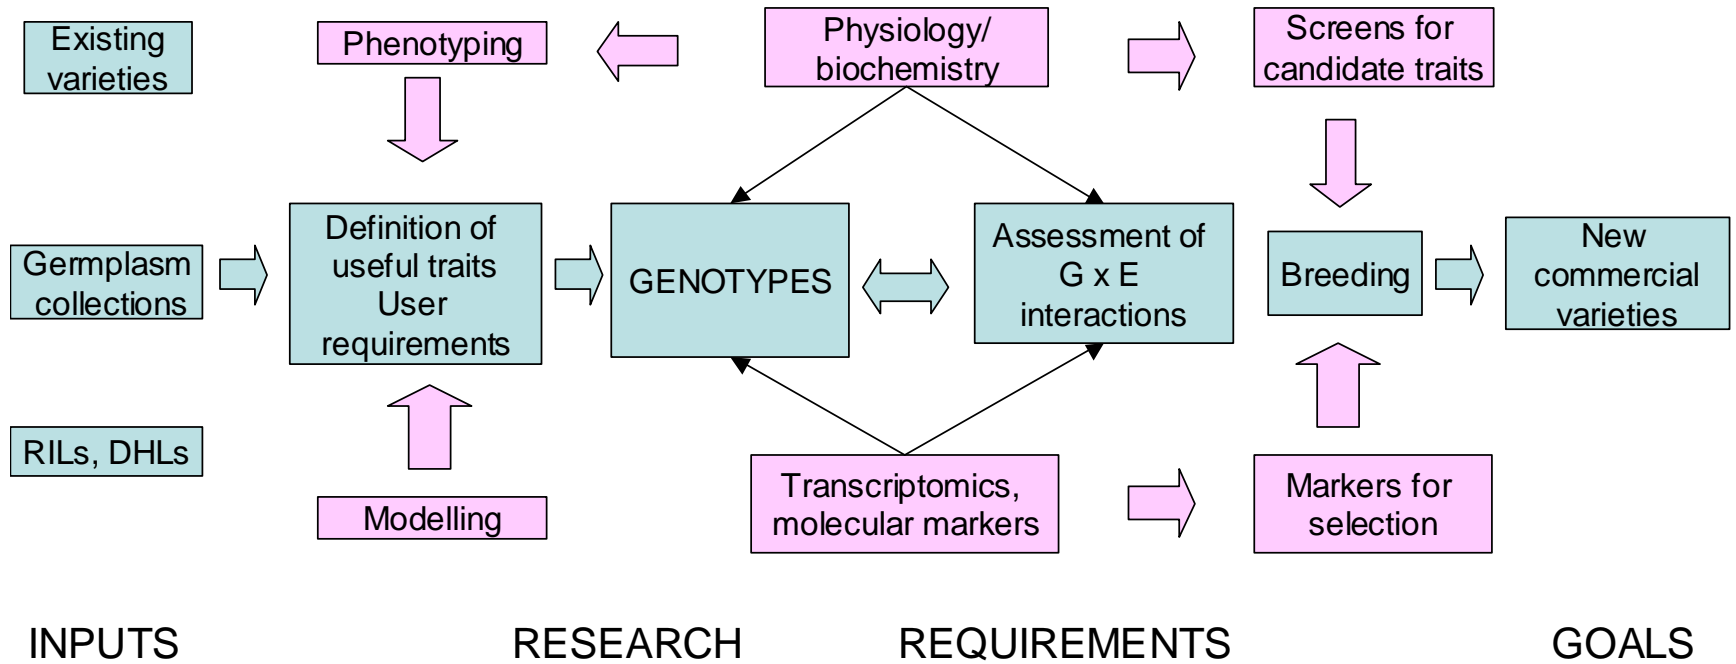 Existing
varieties
Phenotyping
Physiology/
biochemistry
Screens for
candidate traits
Germplasm
collections
Definition of
useful traits
User
requirements
GENOTYPES
Assessment of
G x E
interactions
Breeding
New
commercial
varieties
RILs, DHLs
Modelling
Transcriptomics,
molecular markers
Markers for
selection
INPUTS
RESEARCH
REQUIREMENTS
GOALS